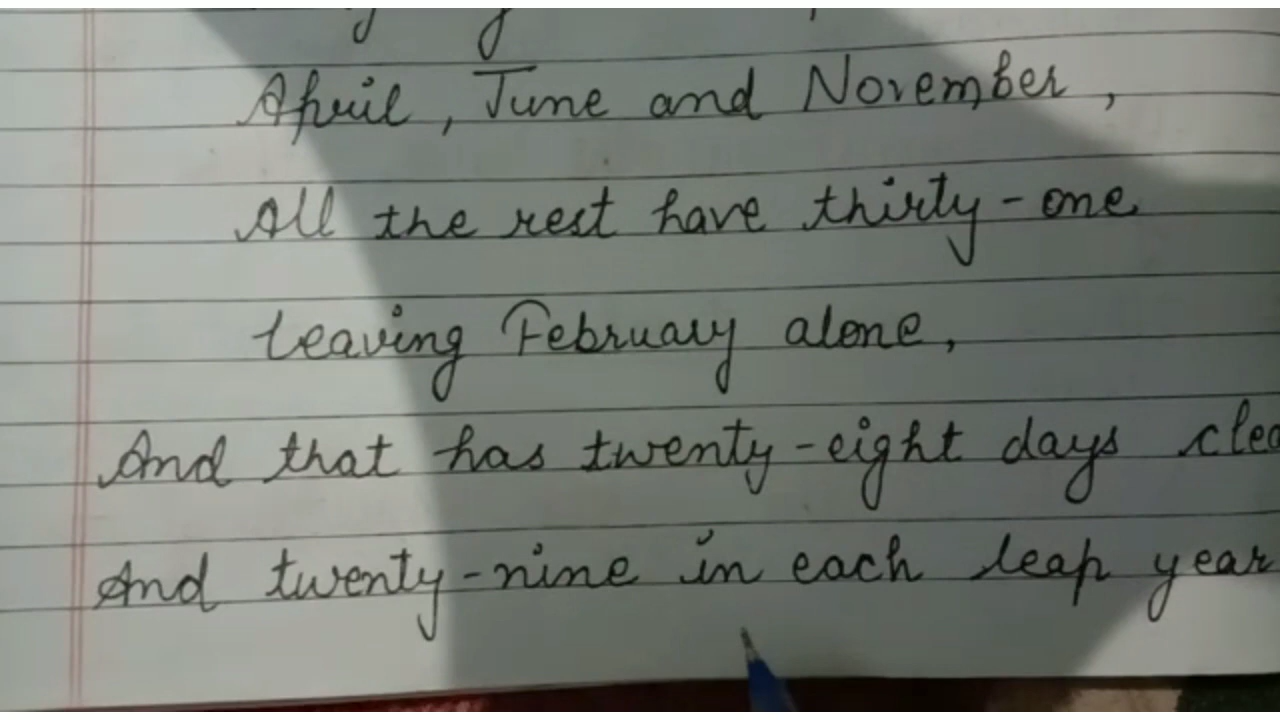 April, June and November,
All the rest have thirty-one
leaving February alone,
And that has twenty-eight days
And twenty-nine in each leap year